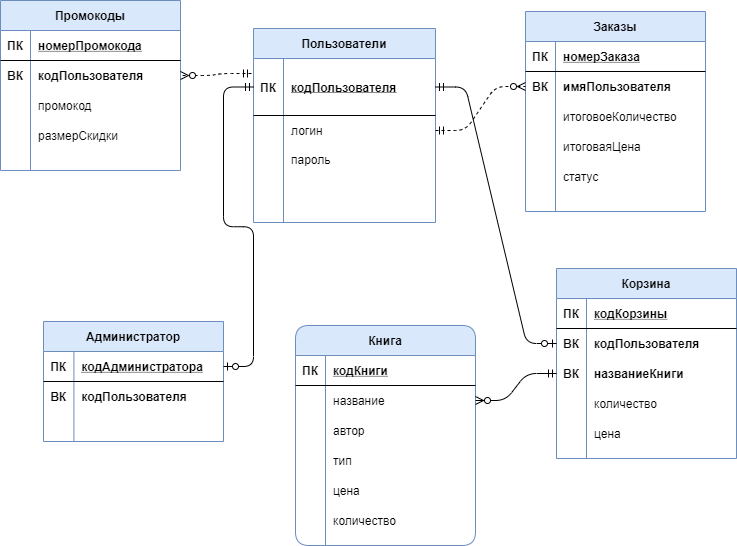 Промокоды
ПК номерПромокода
ВК кодПользователя
промокод
размерСкидки
Пользователи
ПК кодПользователя
логин
пароль
Заказы
ПК номерЗаказа
ВК имяПользователя
итоговоеКоличество
итоговаяЦена
статус
Администратор
ПК кодАдминистратора
ВК кодПользователя
Книга
ПК кодКниги
название
автор
тип
цена
количество
Корзина
ПК кодКорзины
ВК кодПользователя
ВК названиеКниги
количество
цена